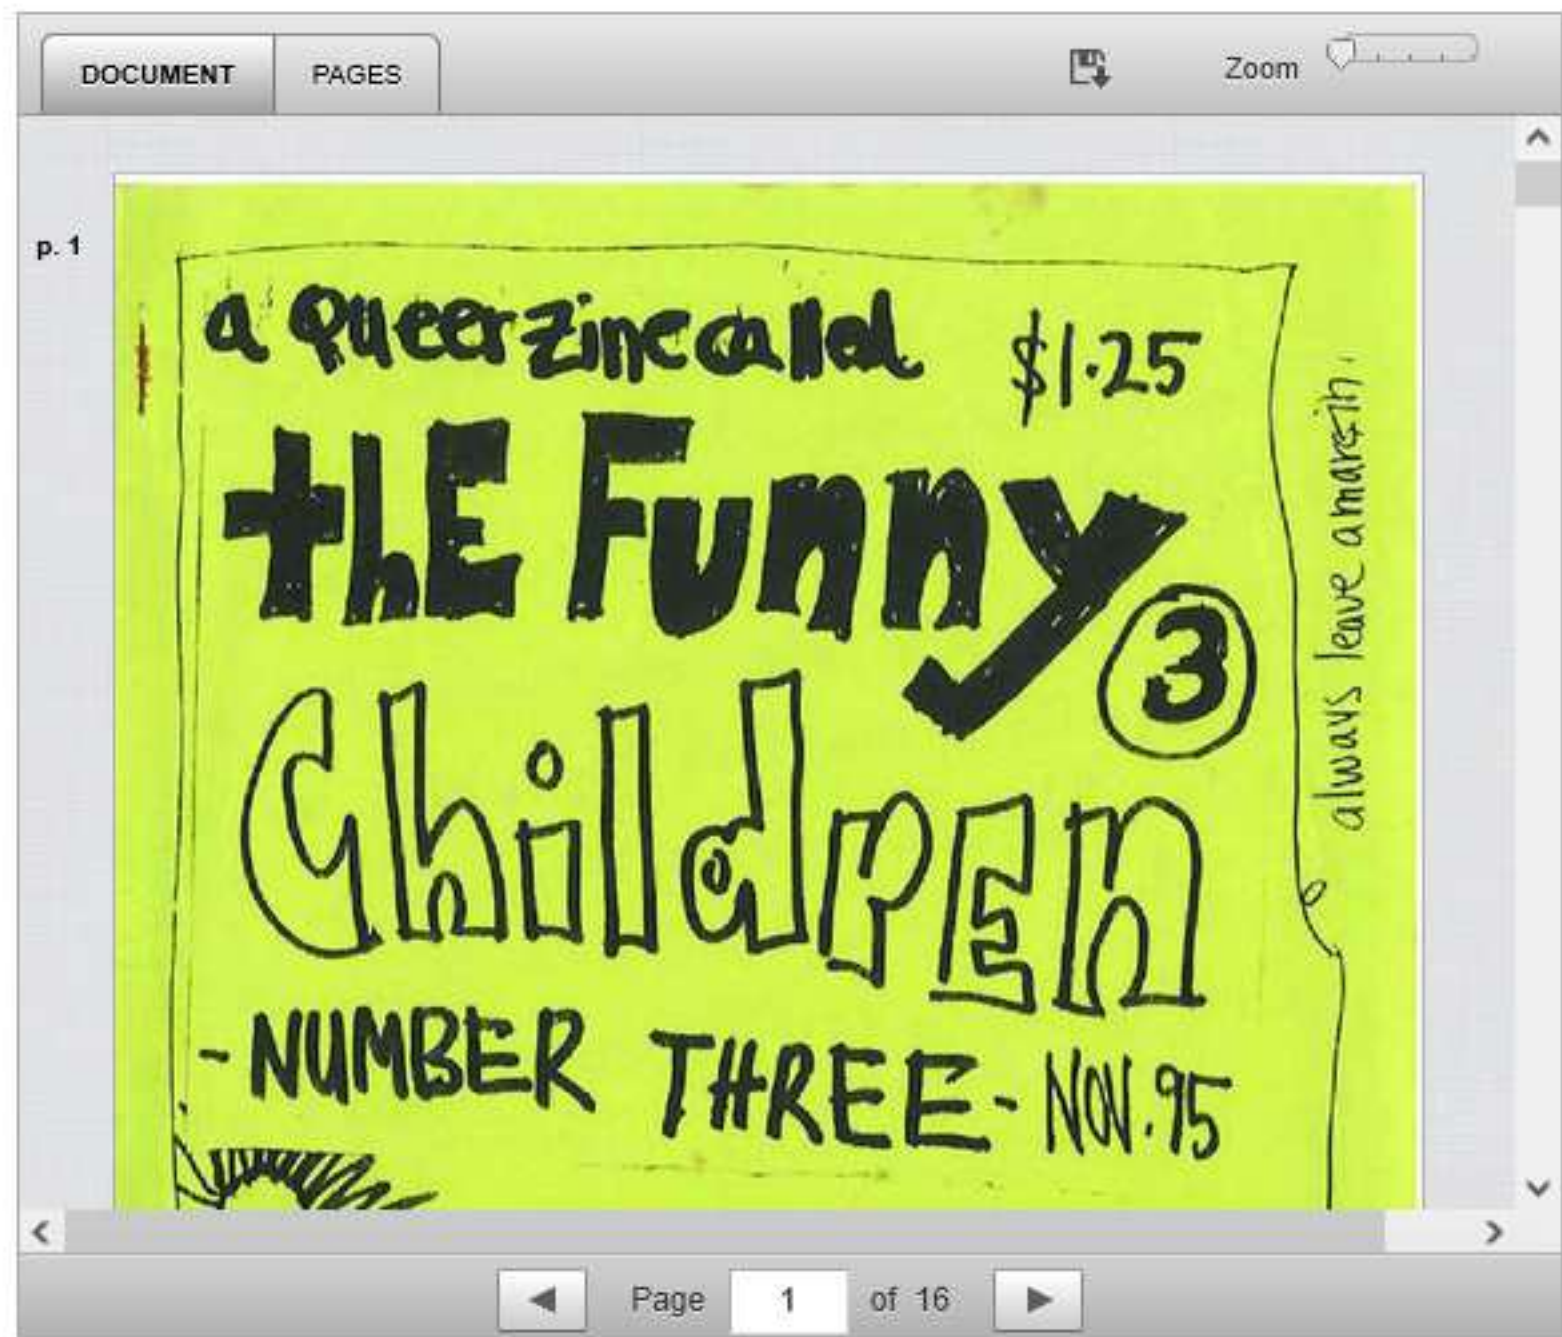 DOCUMENT PAGES Zoom
p. 1
a Queer zine called $1.25
thE Funny
3
ChildrEn
always leave a margin.
- NUMBER THREE - NOV. 95
Page 1 of 16